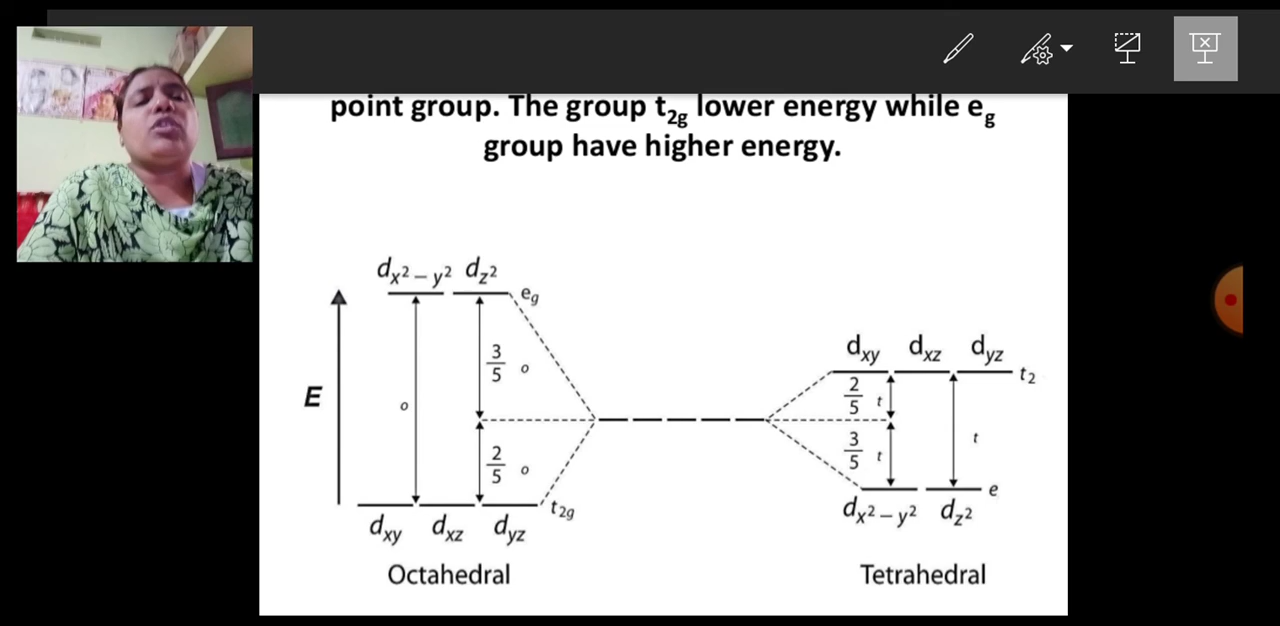 point group. The group t₂g lower energy while eg
group have higher energy.
dx² – y² dz²
eg
3/5 o
E
o
2/5 o
t₂g
dxy dxz dyz
Octahedral
dxy dxz dyz
t₂
2/5 t
3/5 t
t
e
dx² – y² dz²
Tetrahedral